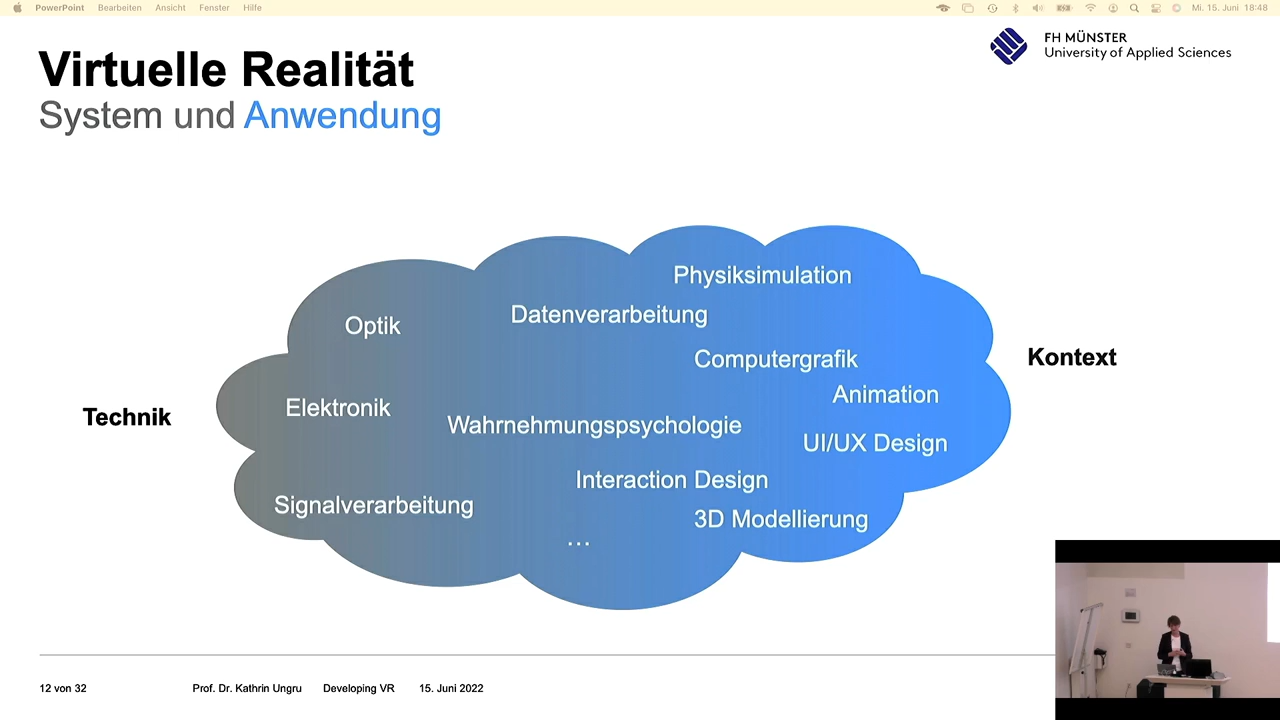 PowerPoint Bearbeiten Ansicht Fenster Hilfe
Mi. 15. Juni 18:48
FH MÜNSTER
University of Applied Sciences
Virtuelle Realität
System und Anwendung
Physiksimulation
Datenverarbeitung
Optik
Computergrafik
Kontext
Animation
Elektronik
Technik
Wahrnehmungspsychologie
UI/UX Design
Interaction Design
Signalverarbeitung
3D Modellierung
...
12 von 32 Prof. Dr. Kathrin Ungru Developing VR 15. Juni 2022